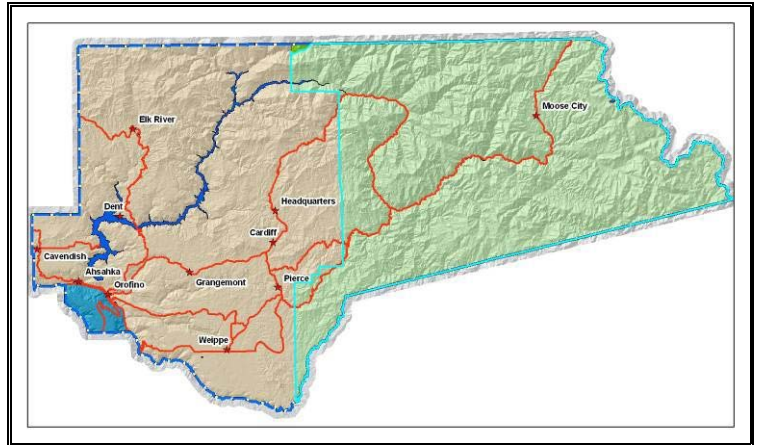 Moose City
Elk River
Headquarters
Dent
Cardiff
Cavendish
Ahsahka
Orofino
Grangemont
Pierce
Weippe